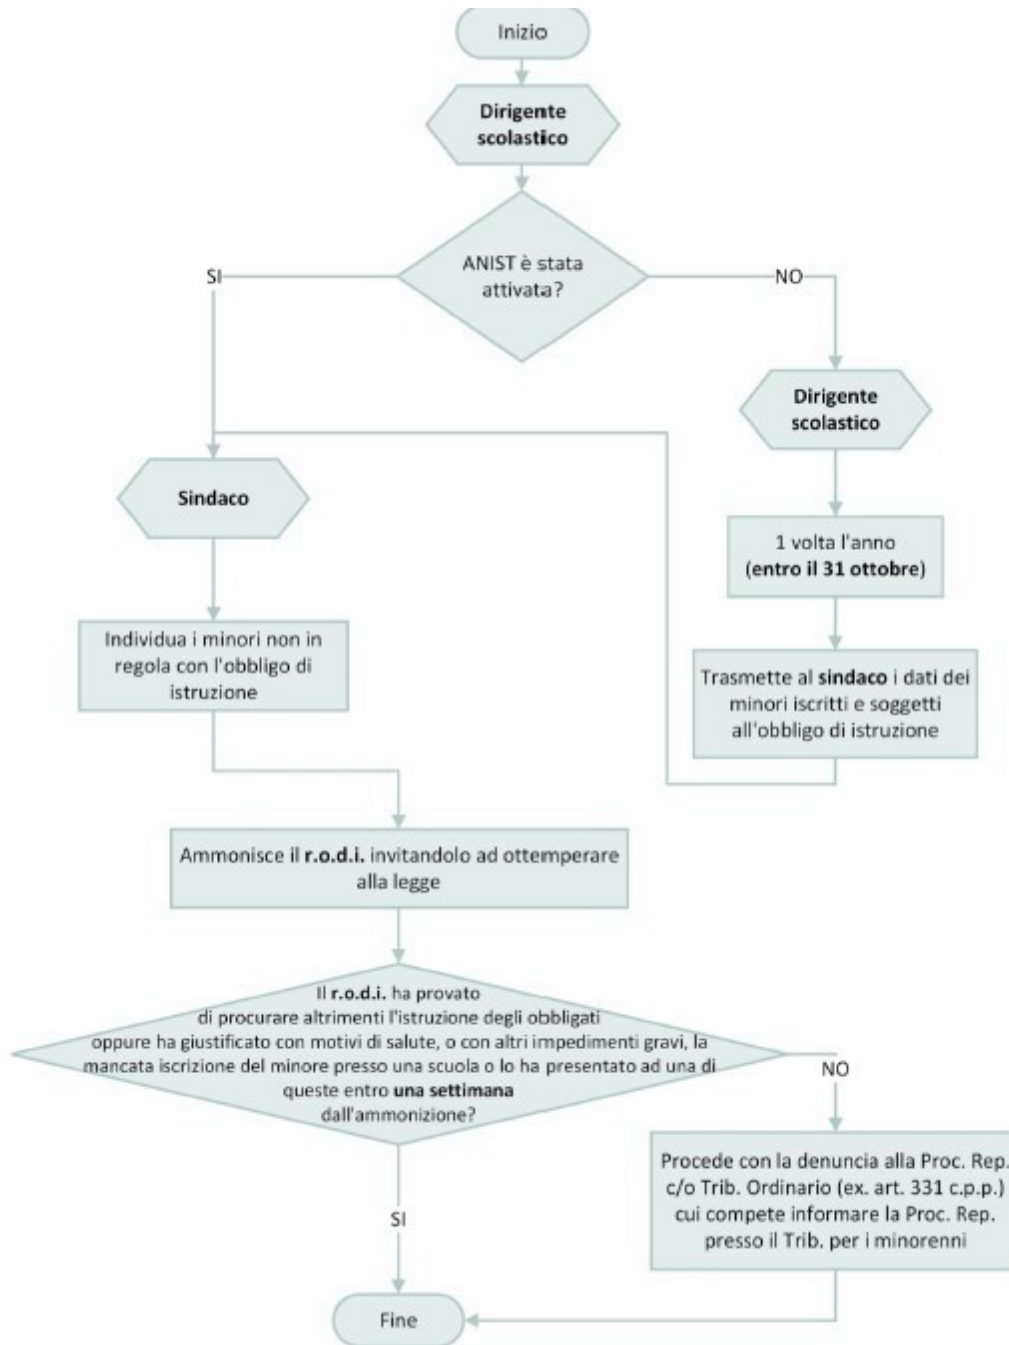 Inizio
Dirigente
scolastico
ANIST è stata
attivata?
SI
NO
Dirigente
scolastico
Sindaco
1 volta l'anno
(entro il 31 ottobre)
Individua i minori non in
regola con l'obbligo di
istruzione
Trasmette al sindaco i dati dei
minori iscritti e soggetti
all'obbligo di istruzione
Ammonisce il r.o.d.i. invitandolo ad ottemperare
alla legge
Il r.o.d.i. ha provato
di procurare altrimenti l'istruzione degli obbligati
oppure ha giustificato con motivi di salute, o con altri impedimenti gravi, la
mancata iscrizione del minore presso una scuola o lo ha presentato ad una di
queste entro una settimana
dall'ammonizione?
NO
Procede con la denuncia alla Proc. Rep.
c/o Trib. Ordinario (ex. art. 331 c.p.p.)
cui compete informare la Proc. Rep.
presso il Trib. per i minorenni
SI
Fine